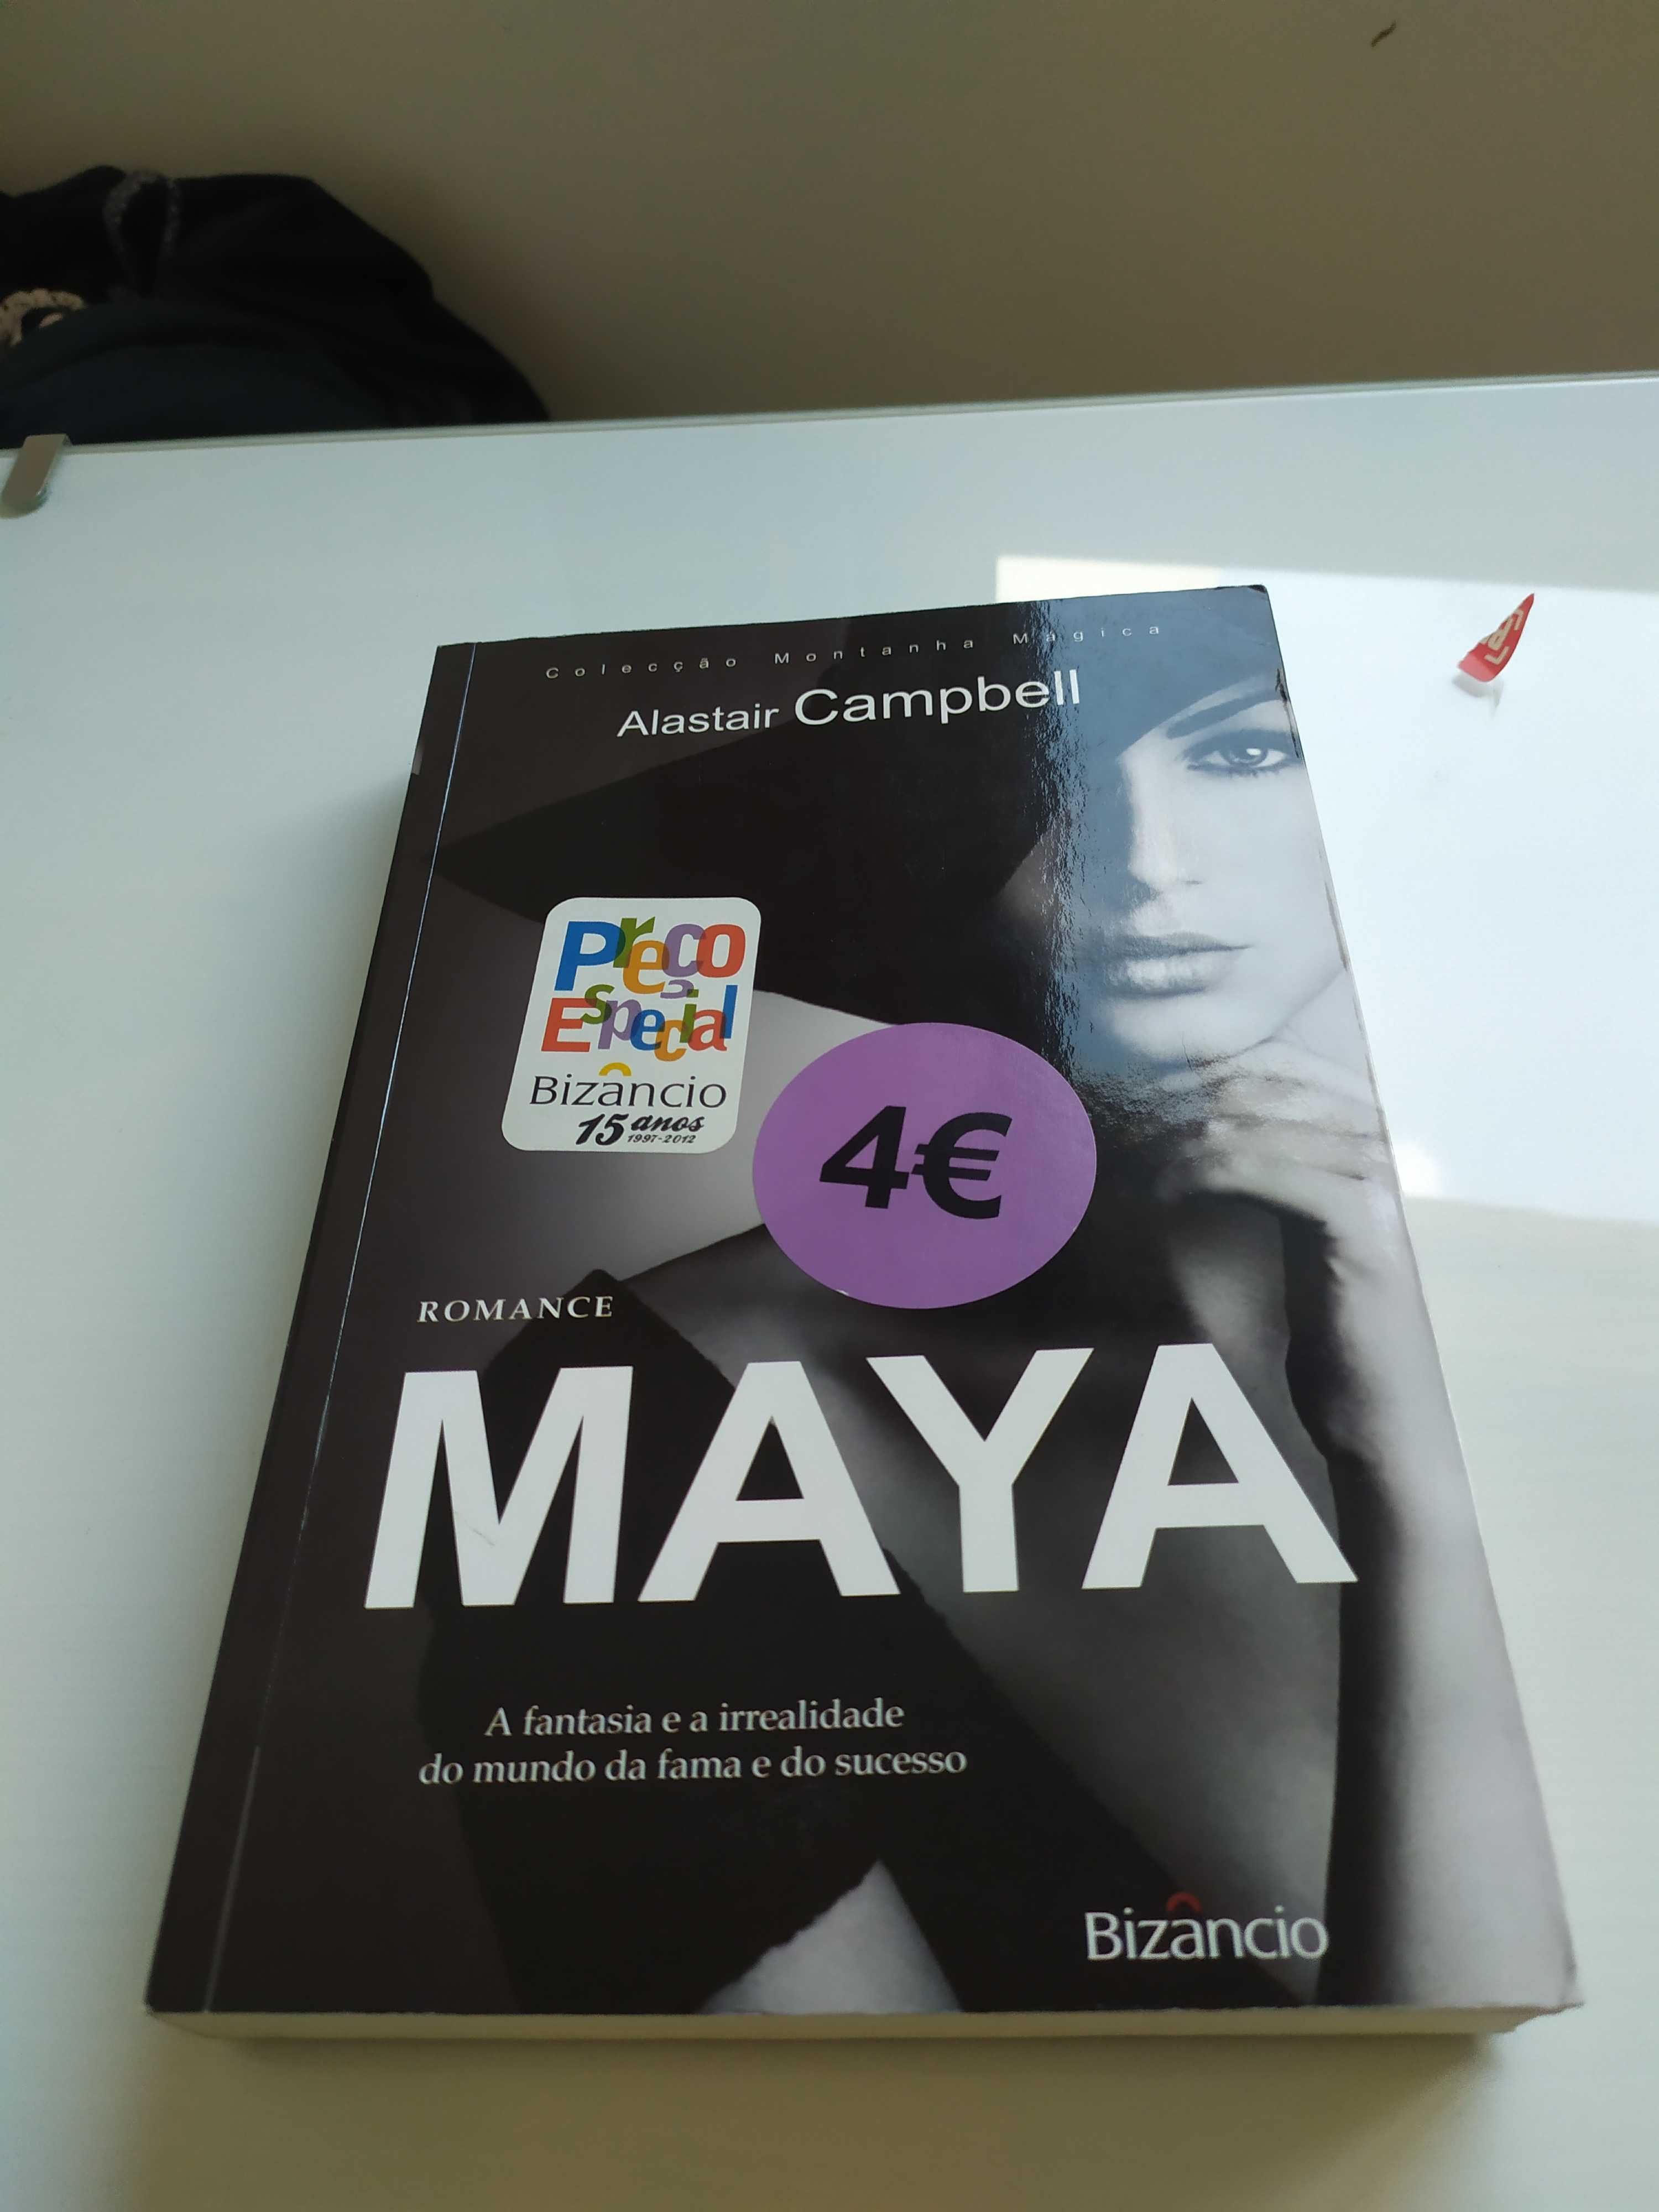 Colecção Montanha Mágica
Alastair Campbell
Preço
Especial
Bizâncio
15 anos
1997-2012
4€
ROMANCE
MAYA
A fantasia e a irrealidade
do mundo da fama e do sucesso
Bizâncio